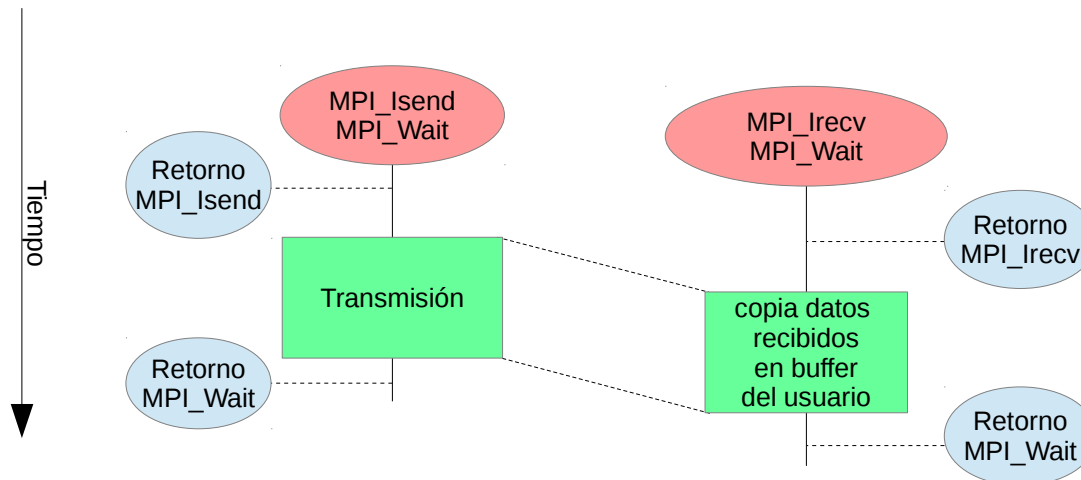 Tiempo
MPI_Isend
MPI_Wait
MPI_Irecv
MPI_Wait
Retorno
MPI_Isend
Retorno
MPI_Irecv
Transmisión
copia datos
recibidos
en buffer
del usuario
Retorno
MPI_Wait
Retorno
MPI_Wait